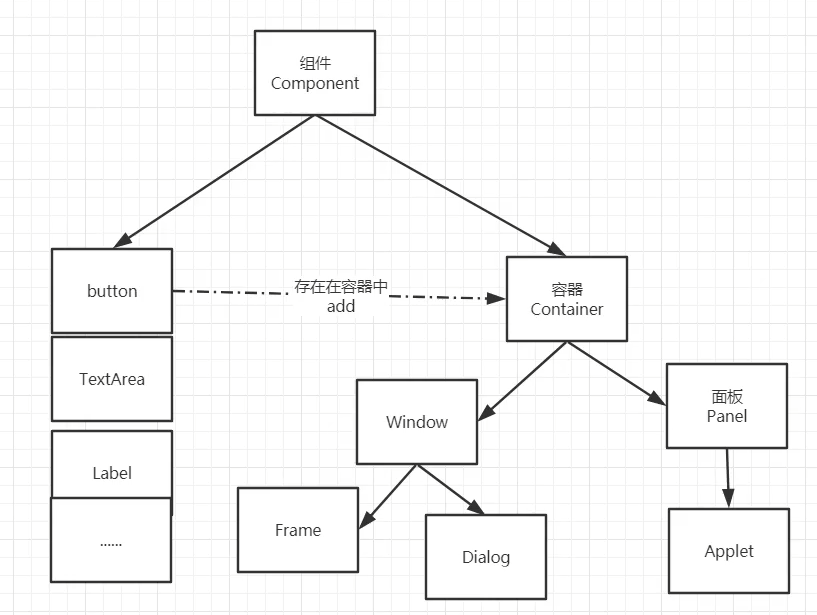 组件
Component
button
存在在容器中
add
容器
Container
TextArea
Window
面板
Panel
Label
Frame
Dialog
Applet
......